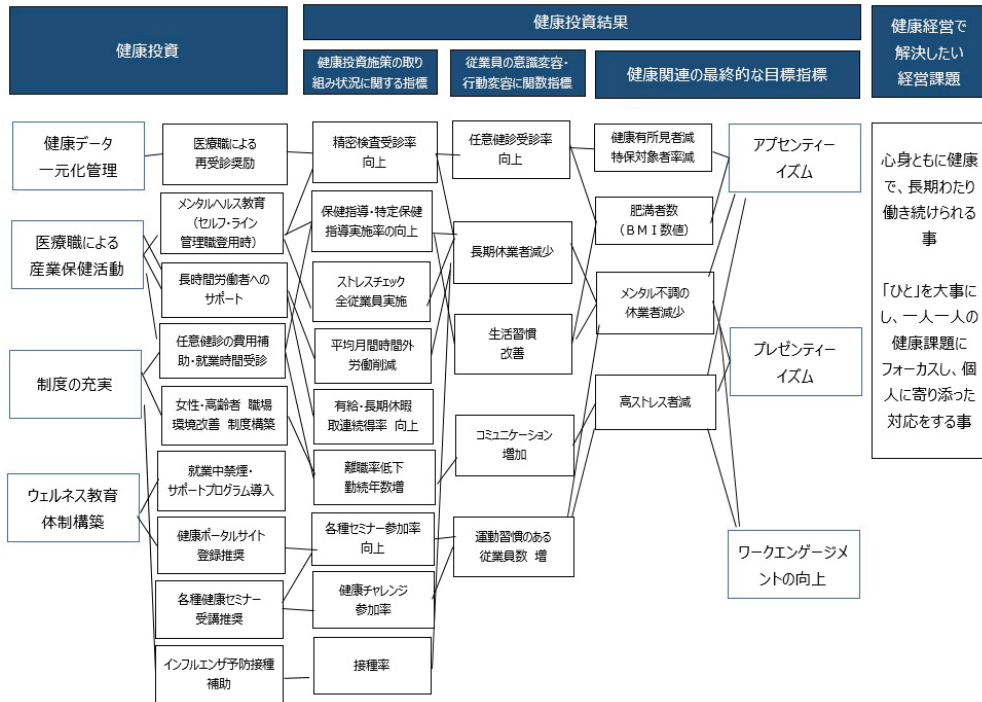 健康投資
健康投資結果
健康経営で
解決したい
経営課題
健康投資施策の取り
組み状況に関する指標
従業員の意識変容・
行動変容に関数指標
健康関連の最終的な目標指標
健康データ
一元化管理
医療職による
産業保健活動
制度の充実
ウェルネス教育
体制構築
医療職による
再受診奨励
メンタルヘルス教育
(セルフ・ライン
管理職登用時)
長時間労働者への
サポート
任意健診の費用補
助・就業時間受診
女性・高齢者 職場
環境改善 制度構築
就業中禁煙・
サポートプログラム導入
健康ポータルサイト
登録推奨
各種健康セミナー
受講推奨
インフルエンザ予防接種
補助
精密検査受診率
向上
保健指導・特定保健
指導実施率の向上
ストレスチェック
全従業員実施
平均月間時間外
労働削減
有給・長期休暇
取連続得率 向上
離職率低下
勤続年数増
各種セミナー参加率
向上
健康チャレンジ
参加率
接種率
任意健診受診率
向上
長期休業者減少
生活習慣
改善
コミュニケーション
増加
運動習慣のある
従業員数 増
健康有所見者減
特保対象者率減
肥満者数
(BMI数値)
メンタル不調の
休業者減少
高ストレス者減
アブセンティー
イズム
プレゼンティー
イズム
ワークエンゲージメ
ントの向上
心身ともに健康
で、長期わたり
働き続けられる
事
「ひと」を大事に
し、一人一人の
健康課題に
フォーカスし、個
人に寄り添った
対応をする事